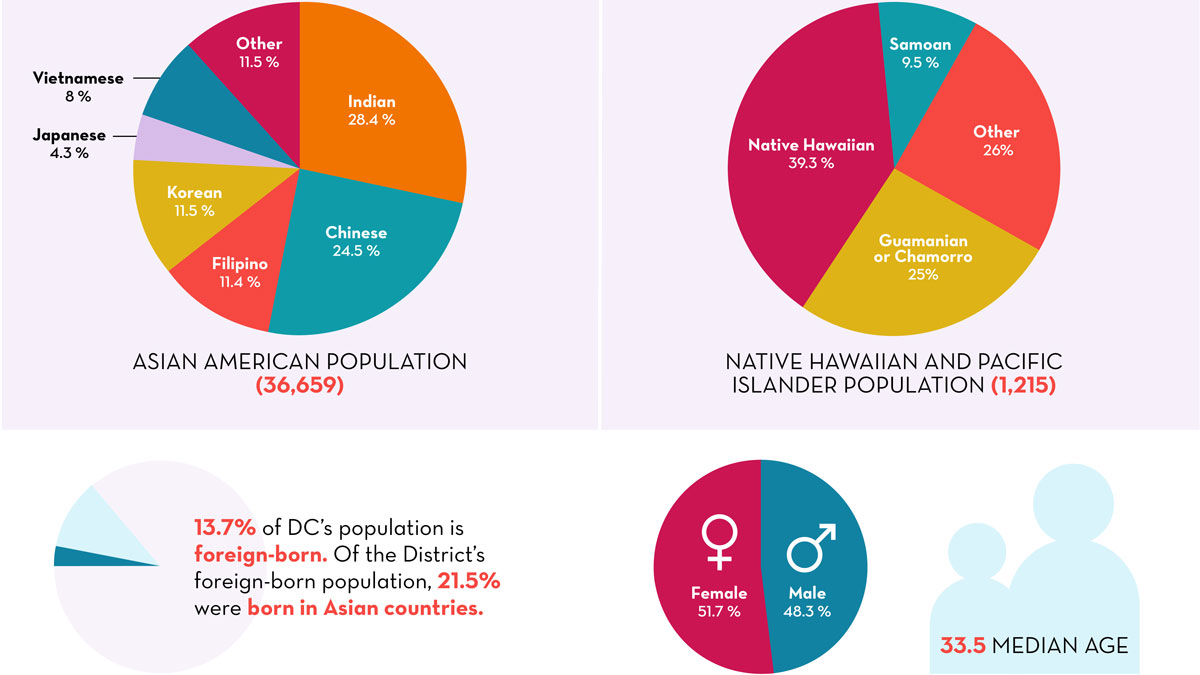 Other
11.5 %
Vietnamese
8 %
Indian
28.4 %
Japanese
4.3 %
Korean
11.5 %
Chinese
24.5 %
Filipino
11.4 %
ASIAN AMERICAN POPULATION
(36,659)
Samoan
9.5 %
Other
26%
Native Hawaiian
39.3 %
Guamanian
or Chamorro
25%
NATIVE HAWAIIAN AND PACIFIC
ISLANDER POPULATION (1,215)
13.7% of DC’s population is
foreign-born. Of the District’s
foreign-born population, 21.5%
were born in Asian countries.
Female
51.7 %
Male
48.3 %
33.5 MEDIAN AGE